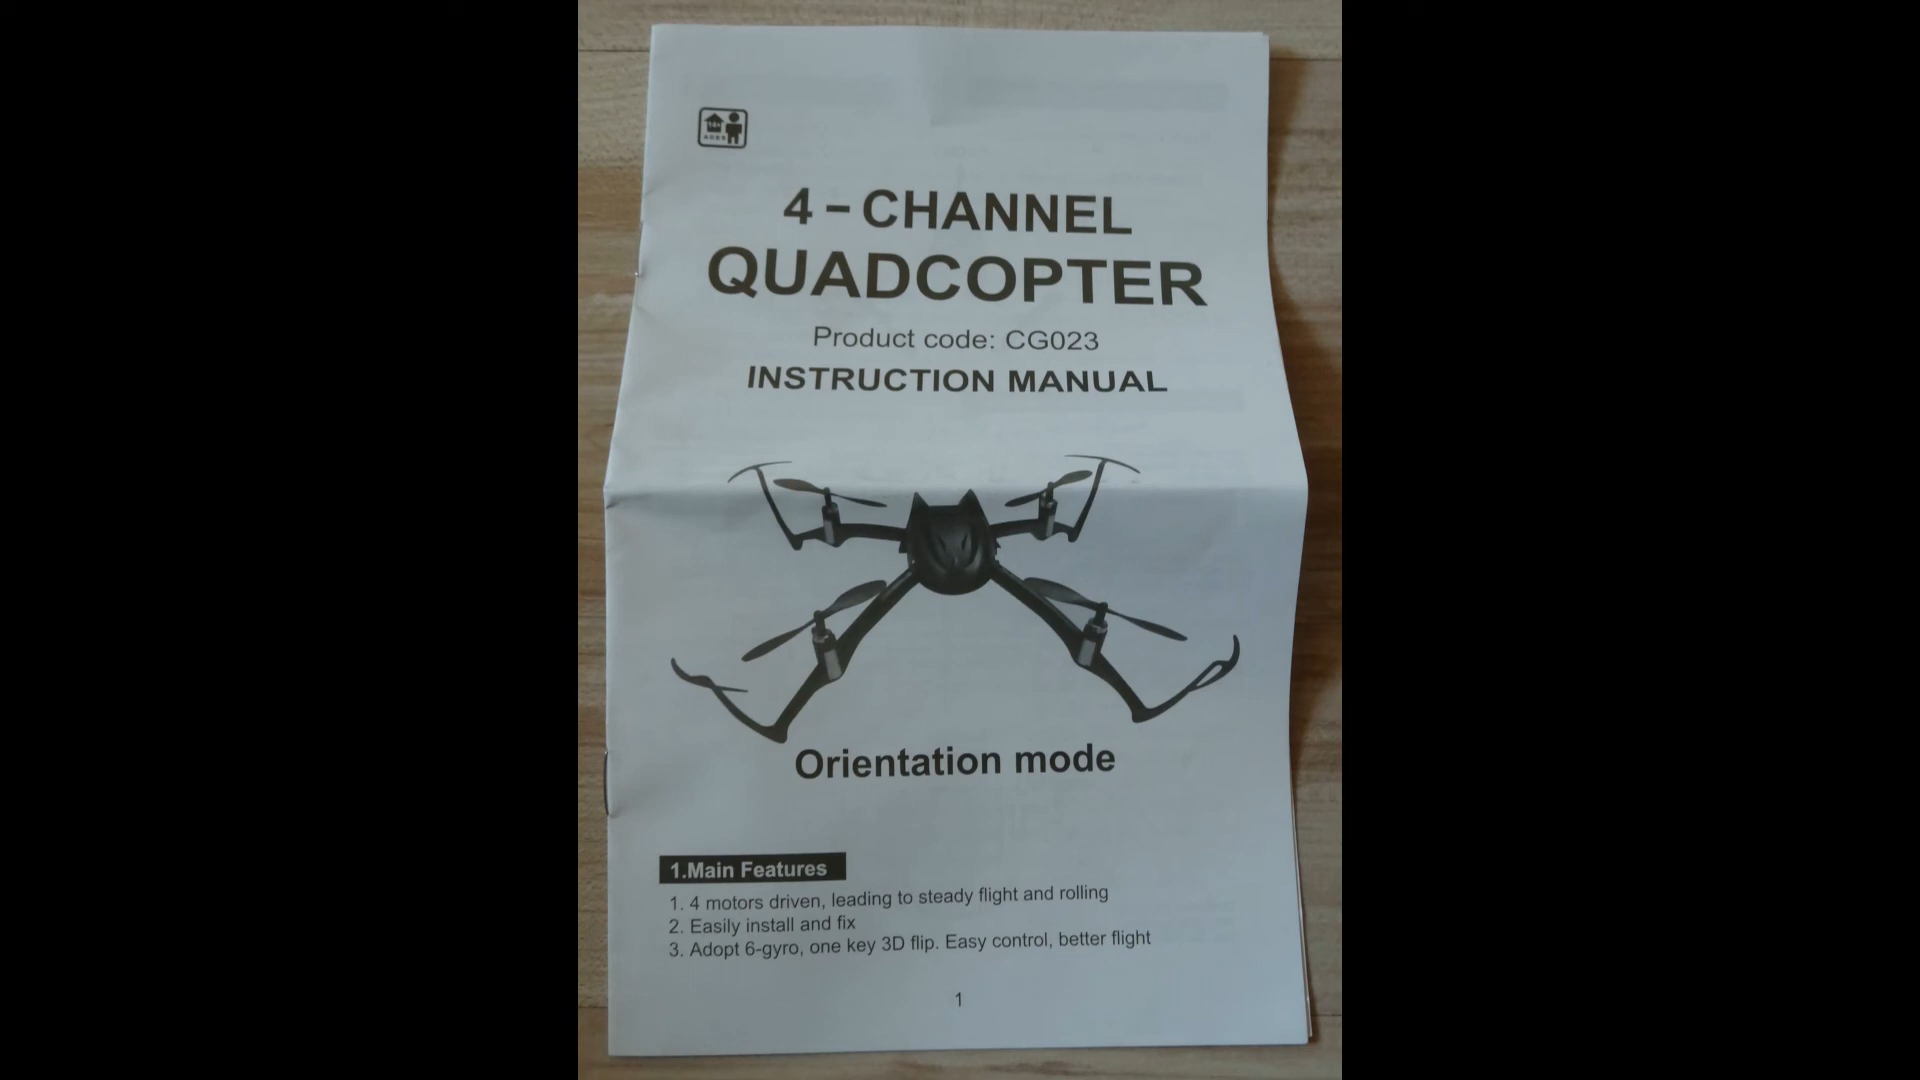 4-CHANNEL
QUADCOPTER
Product code: CG023
INSTRUCTION MANUAL
Orientation mode
1.Main Features
1. 4 motors driven, leading to steady flight and rolling
2. Easily install and fix
3. Adopt 6-gyro, one key 3D flip. Easy control, better flight
1